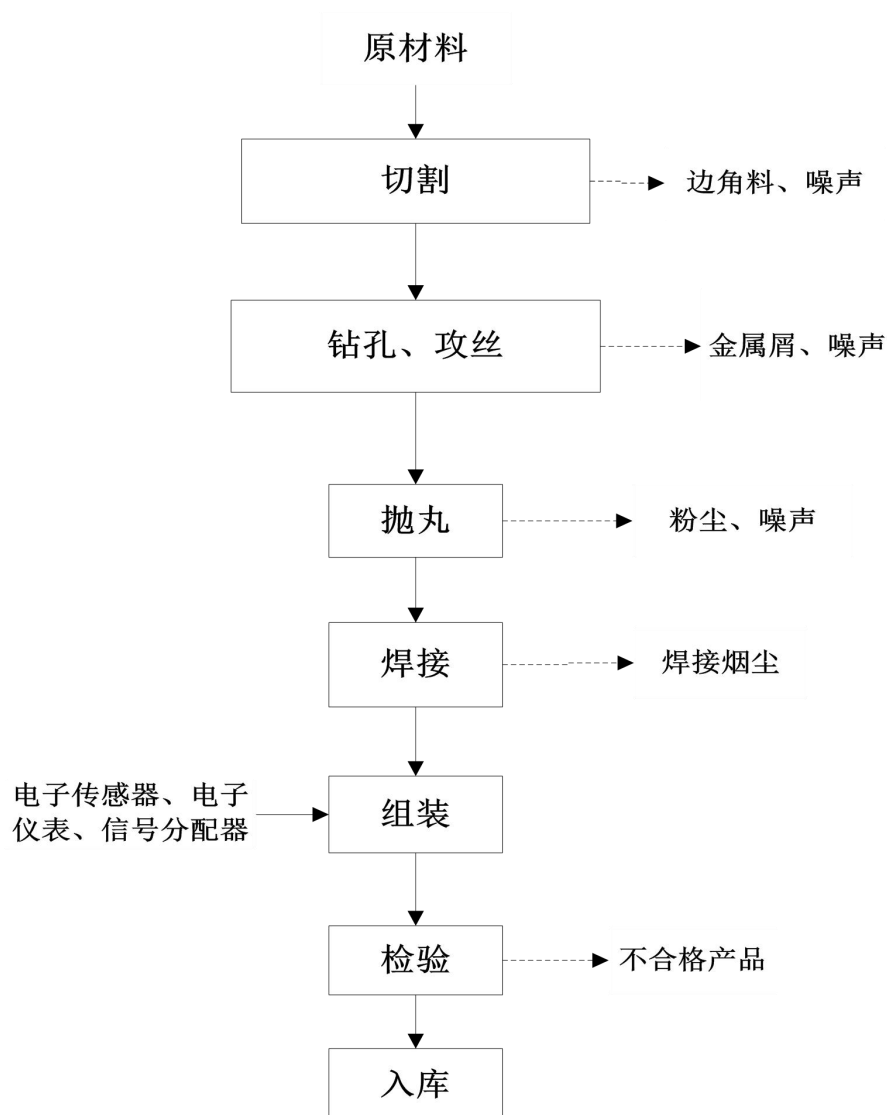 原材料
切割
边角料、噪声
钻孔、攻丝
金属屑、噪声
抛丸
粉尘、噪声
焊接
焊接烟尘
电子传感器、电子
仪表、信号分配器
组装
检验
不合格产品
入库